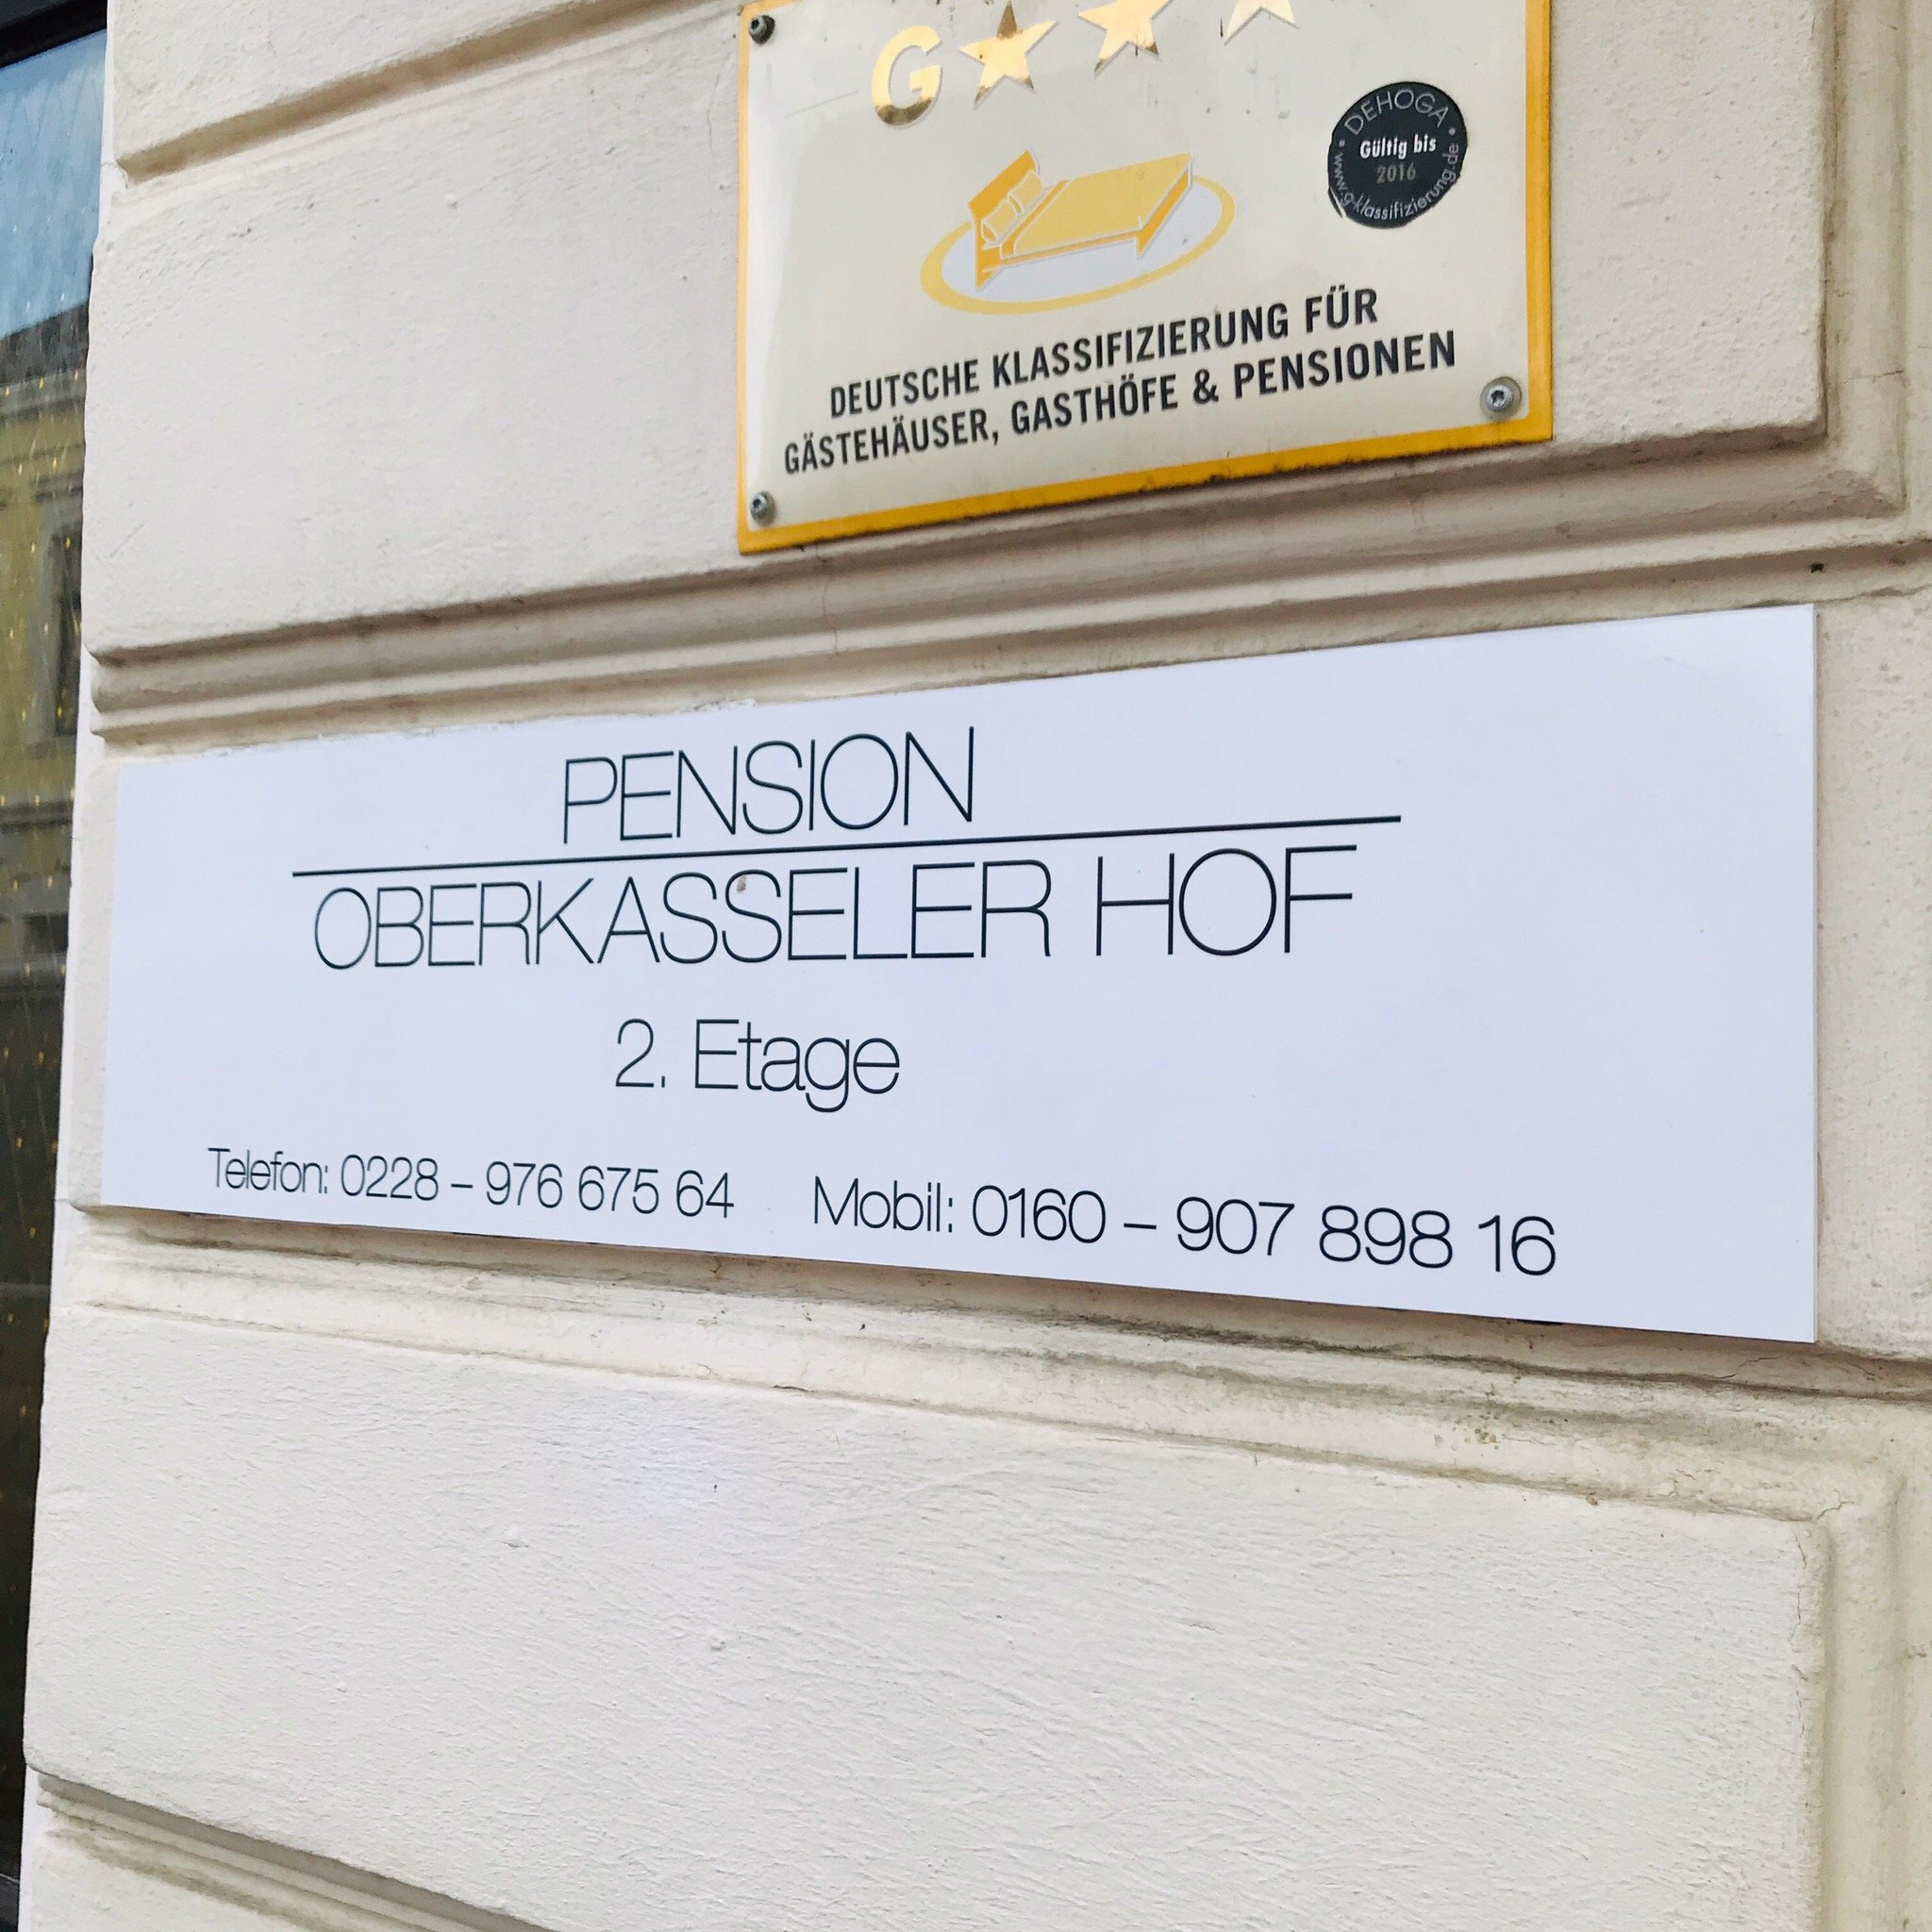 G
DEHOGA
Gültig bis
2016
www.g-klassifizierung.de
DEUTSCHE KLASSIFIZIERUNG FÜR
GÄSTEHÄUSER, GASTHÖFE & PENSIONEN
PENSION
OBERKASSELER HOF
2. Etage
Telefon: 0228 – 976 675 64 Mobil: 0160 – 907 898 16